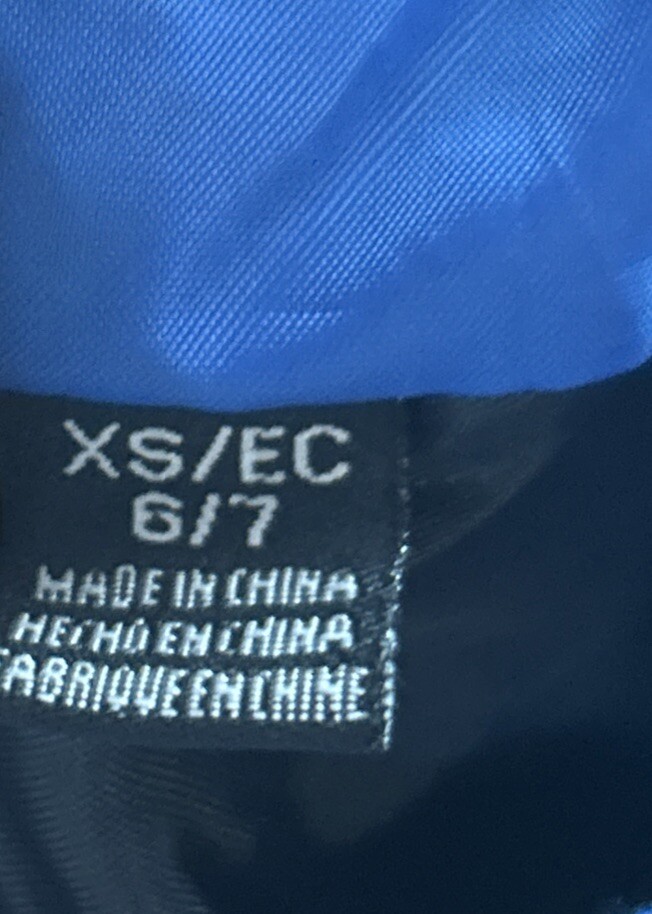 XS/EC
6/7
MADE IN CHINA
HECHO EN CHINA
FABRIQUE EN CHINE